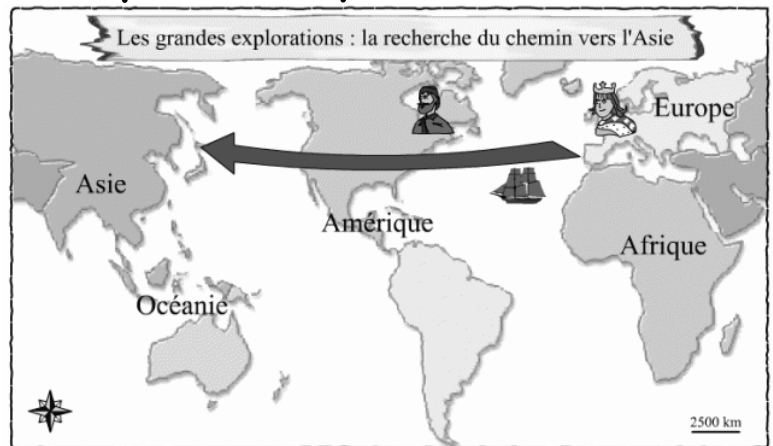 Les grandes explorations : la recherche du chemin vers l'Asie
Europe
Asie
Amérique
Afrique
Océanie
2500 km